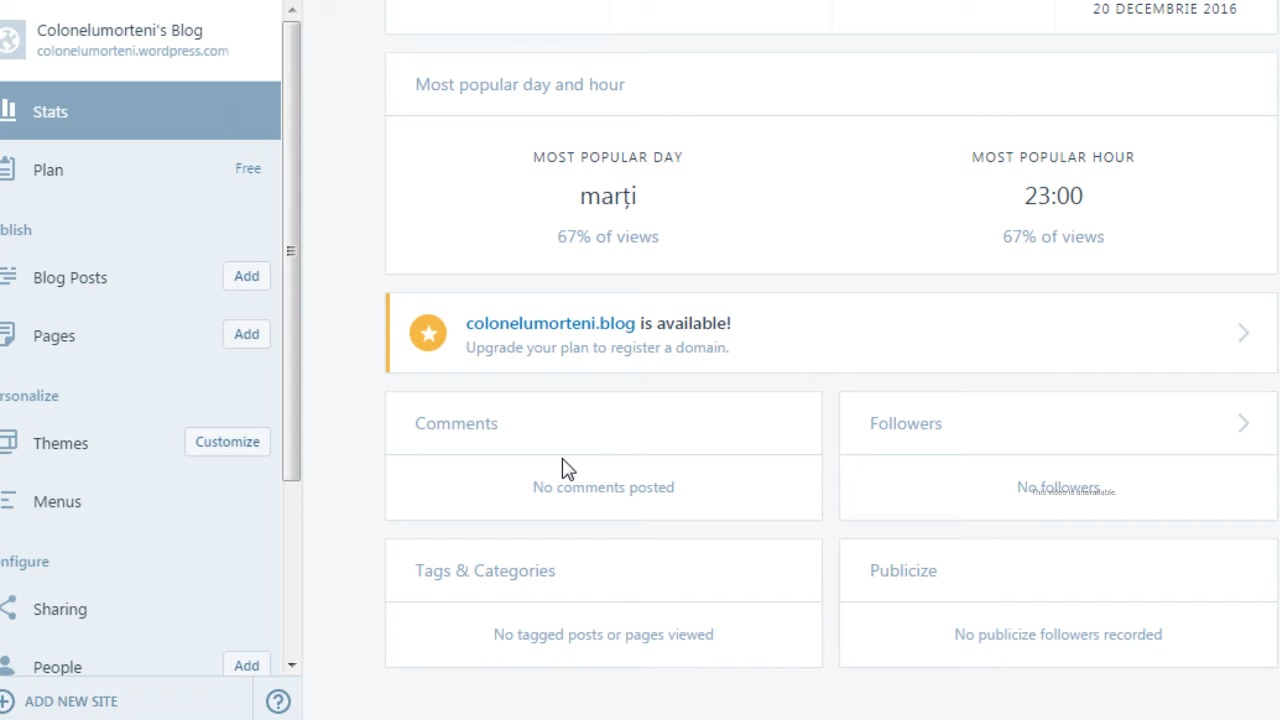 Colonelumorteni's Blog
colonelumorteni.wordpress.com
Stats
Plan
Free
blish
Blog Posts
Add
Pages
Add
rsonalize
Themes
Customize
Menus
nfigure
Sharing
People
Add
ADD NEW SITE
20 DECEMBRIE 2016
Most popular day and hour
MOST POPULAR DAY
marți
67% of views
MOST POPULAR HOUR
23:00
67% of views
colonelumorteni.blog is available!
Upgrade your plan to register a domain.
Comments
No comments posted
Followers
No followers
This video is unavailable.
Tags & Categories
No tagged posts or pages viewed
Publicize
No publicize followers recorded